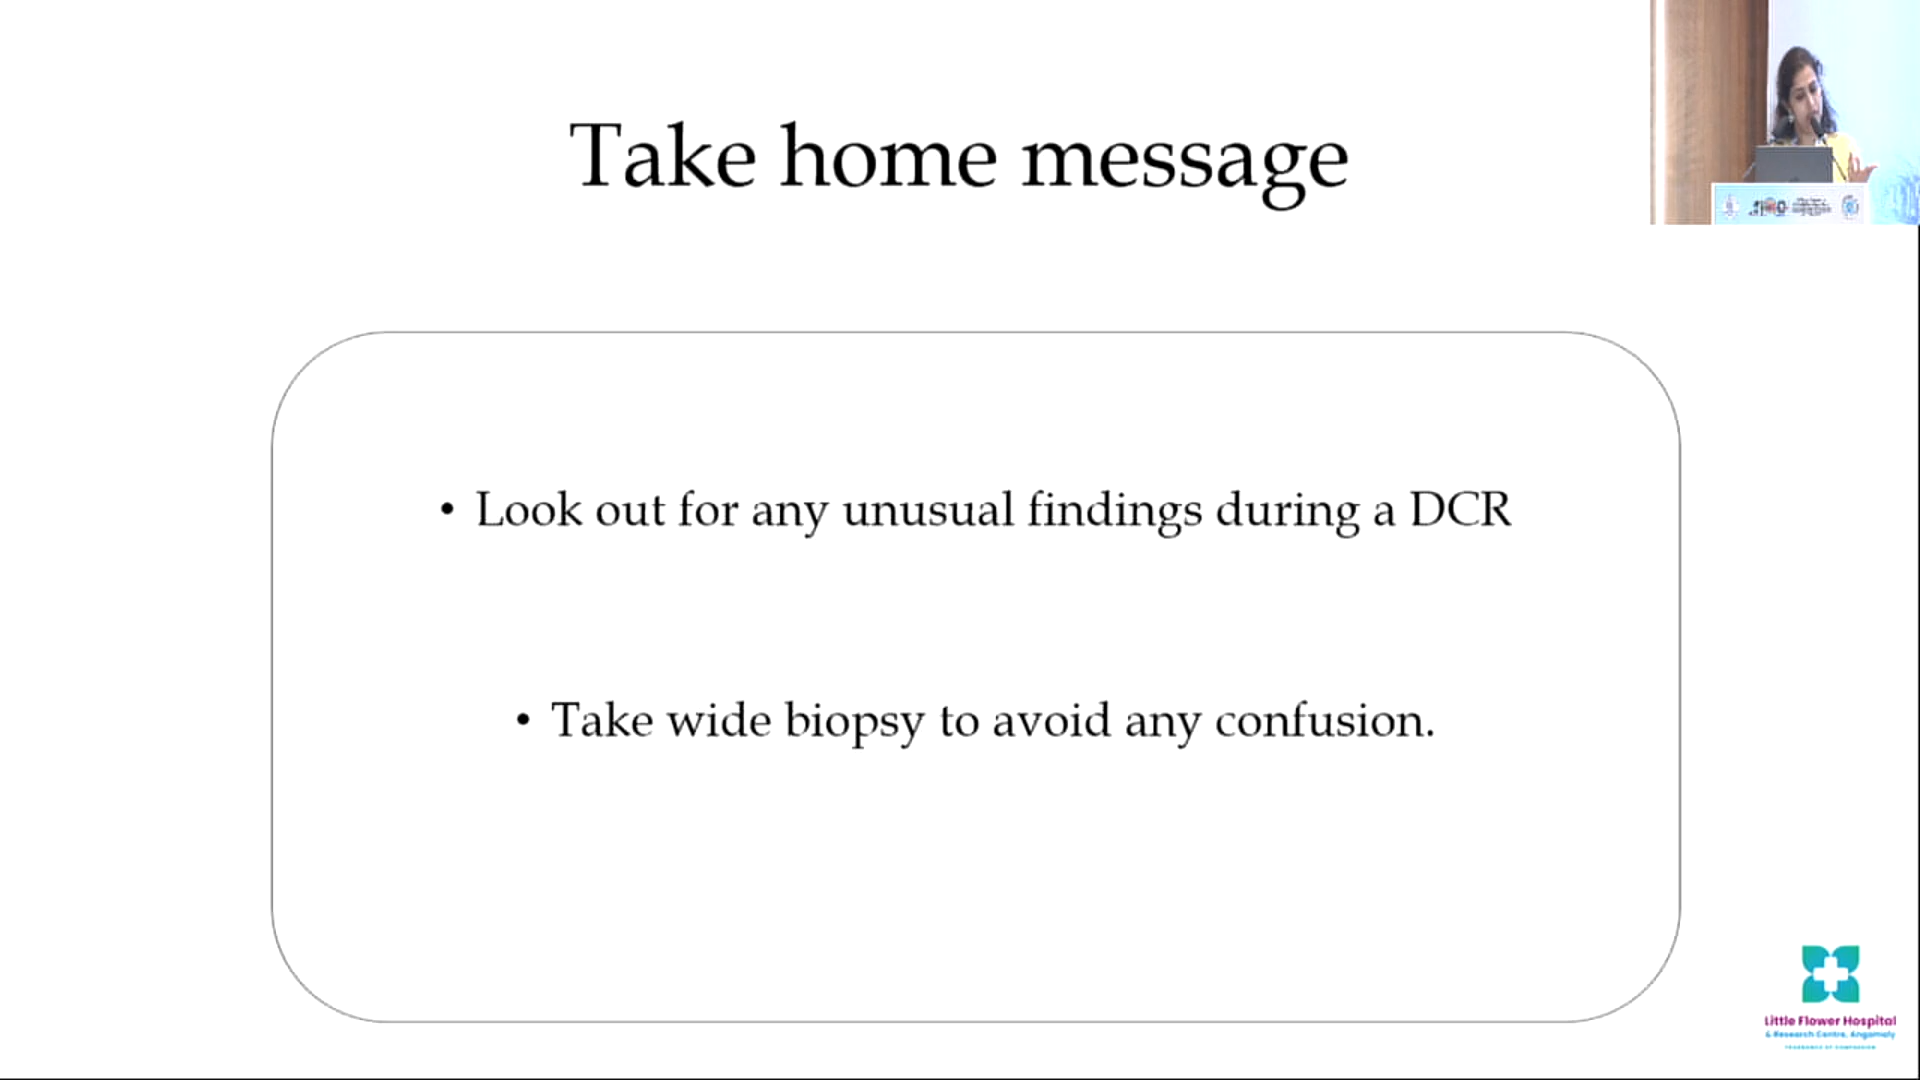 Take home message
• Look out for any unusual findings during a DCR
• Take wide biopsy to avoid any confusion.
Little Flower Hospital
& Research Centre, Angamaly